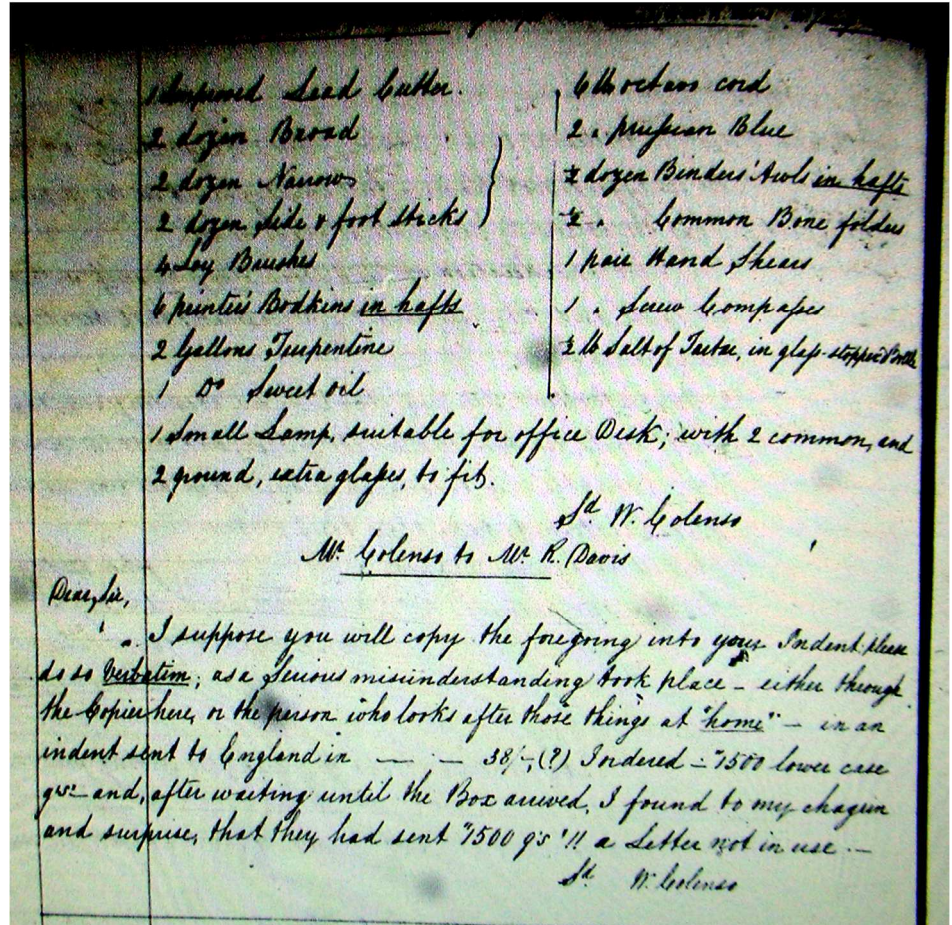 1 Improved Lead Cutter.
2 dozen Broad
2 dozen Narrow
2 dozen Side & foot sticks
4 Loy Brushes
6 printer's Bodkins in hafts
2 Gallons Turpentine
1 Do Sweet oil
6 lb octavo cord
2 " prussian Blue
½ dozen Binders' Awls in hafts
½ " Common Bone folders
1 pair Hand Shears
1 " Screw Compasses
½ lb Salt of Tartar, in glass-stopper'd bottle
1 Small Lamp, suitable for office Desk; with 2 common, and
2 ground, extra glasses, to fit.
Sd. W. Colenso
Mr. Colenso to Mr. R. Davis
Dear Sir,
I suppose you will copy the foregoing into your Indent: please
do so verbatim; as a serious misunderstanding took place – either through
the Copier here, or the person who looks after those things at "home" – in an
indent sent to England in — — 38/-, (?) I ordered – "1500 lower case
g's" – and, after waiting until the Box arrived, I found to my chagrin
and surprise, that they had sent "1500 q's"!! a Letter not in use. —
Sd. W. Colenso